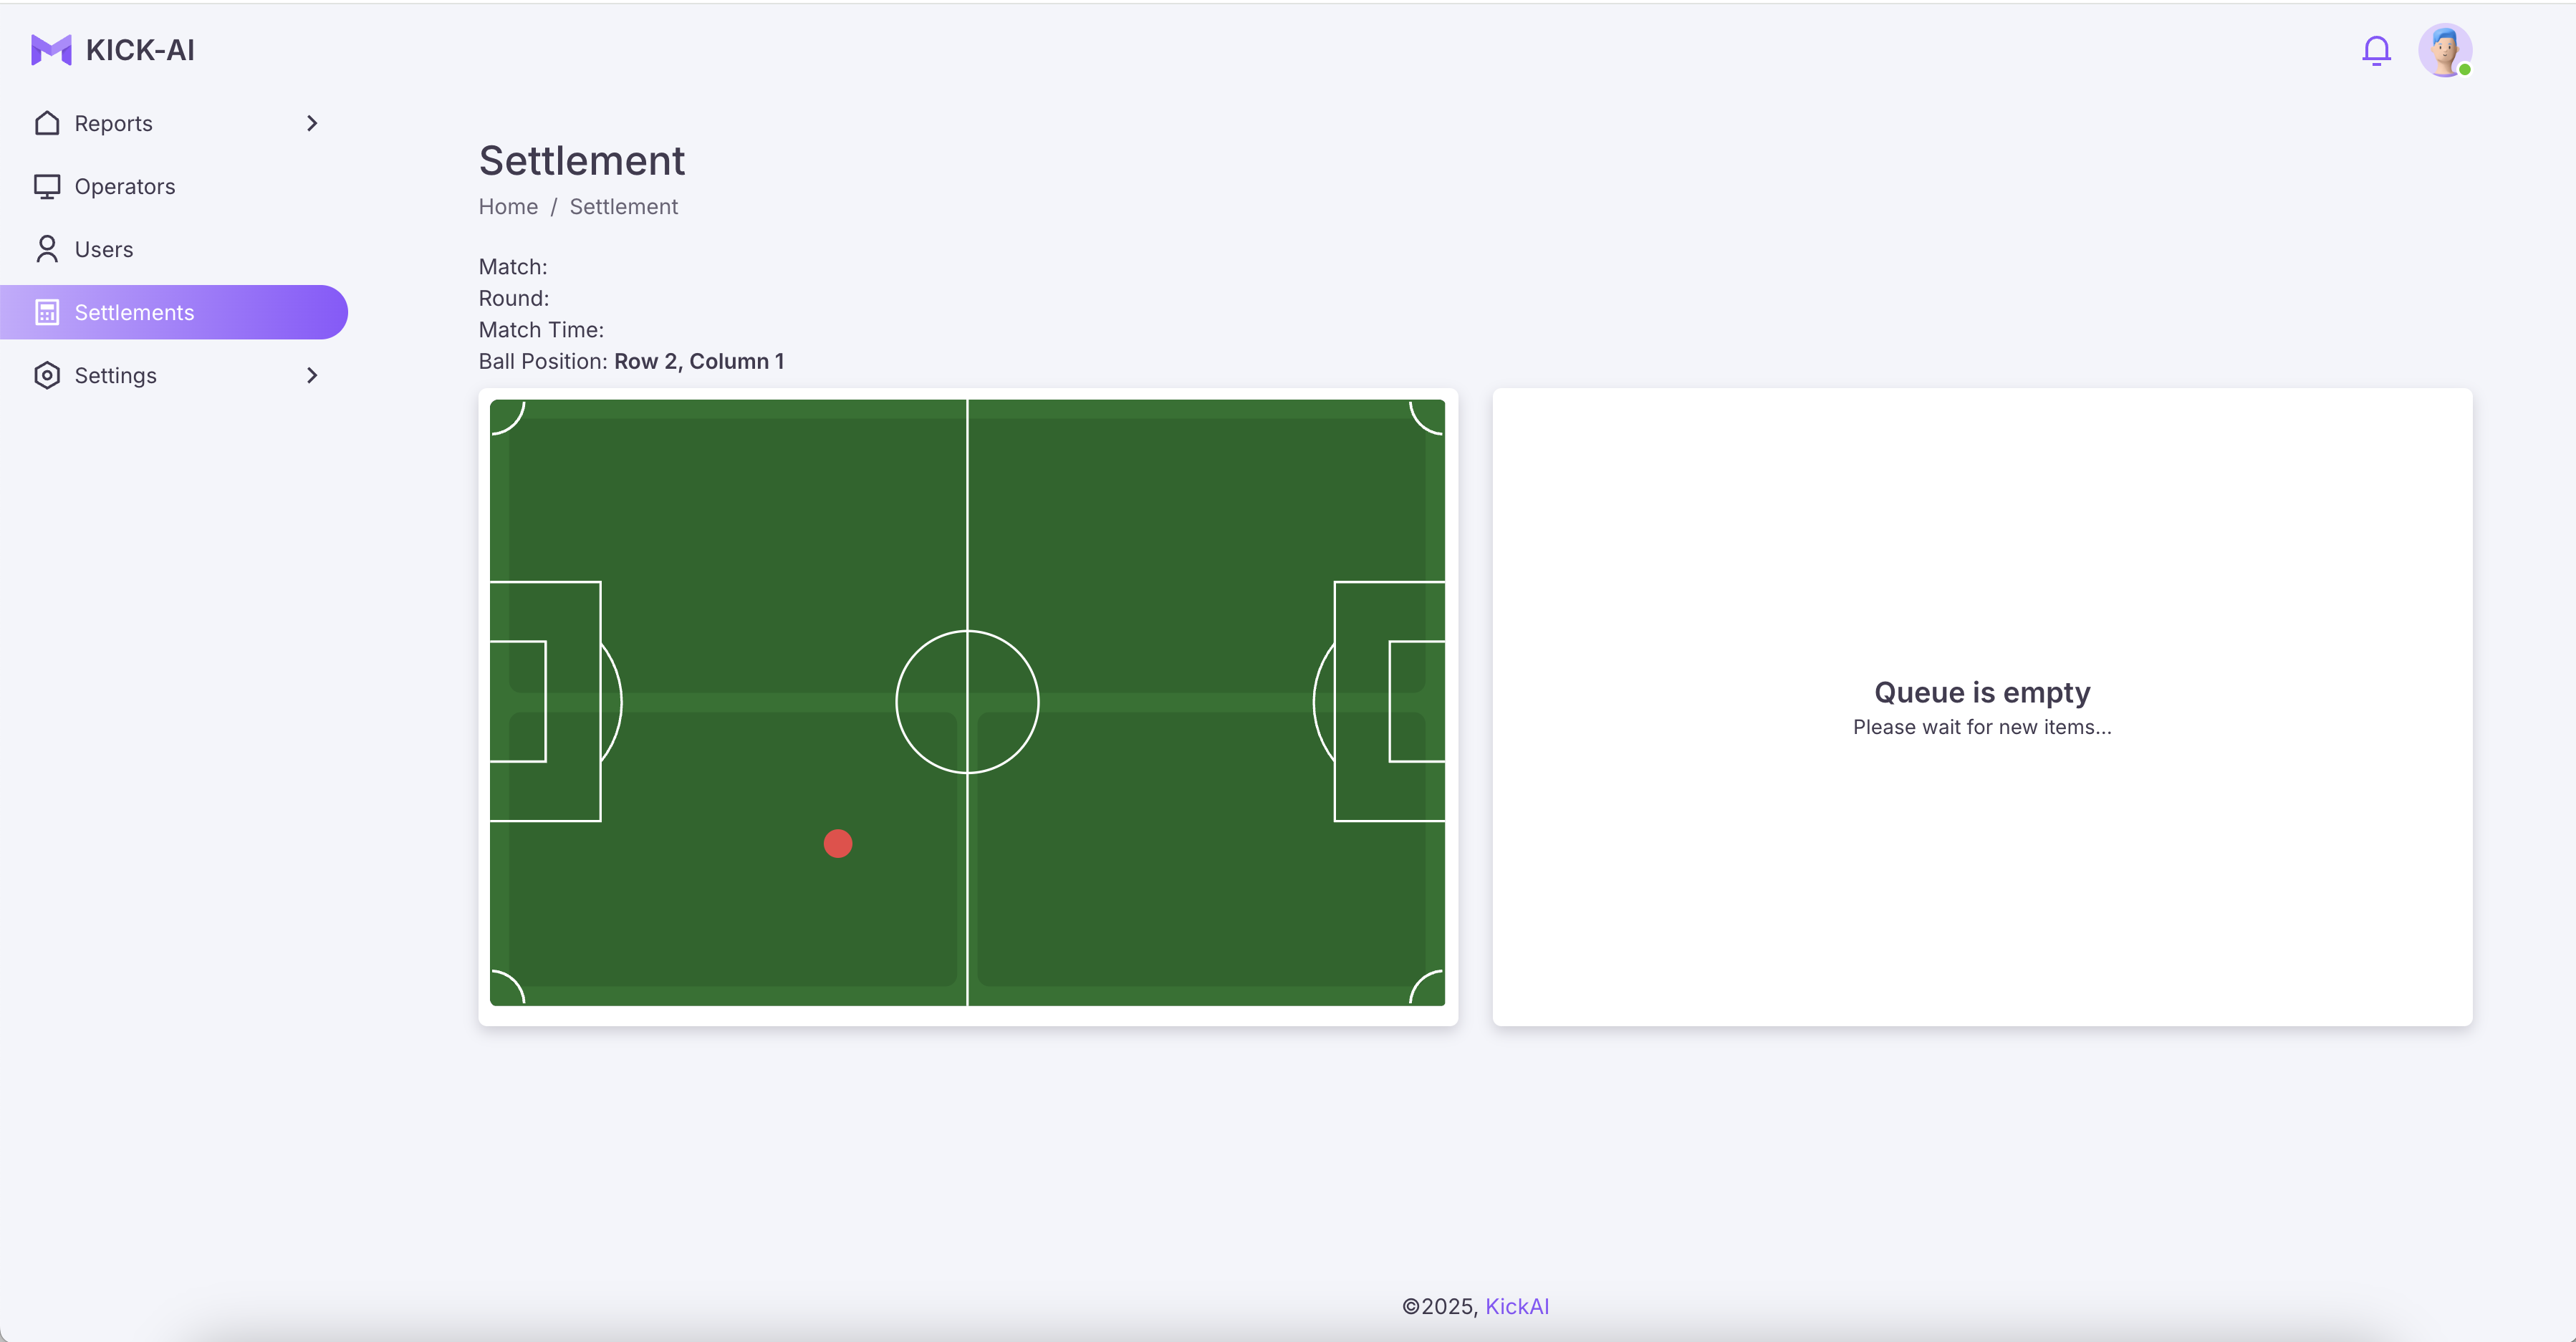 KICK-AI
Reports
Operators
Users
Settlements
Settings
Settlement
Home / Settlement
Match:
Round:
Match Time:
Ball Position: Row 2, Column 1
Queue is empty
Please wait for new items...
©2025, KickAI